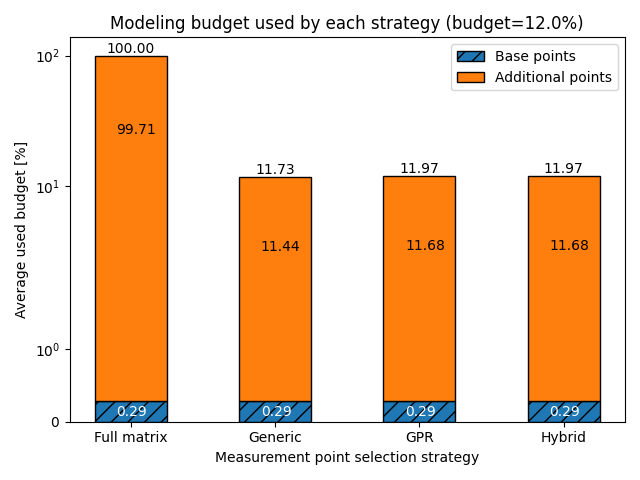 Modeling budget used by each strategy (budget=12.0%)
Base points
Additional points
Average used budget [%]
10²
10¹
10⁰
0
100.00
99.71
0.29
11.73
11.44
0.29
11.97
11.68
0.29
11.97
11.68
0.29
Full matrix
Generic
GPR
Hybrid
Measurement point selection strategy